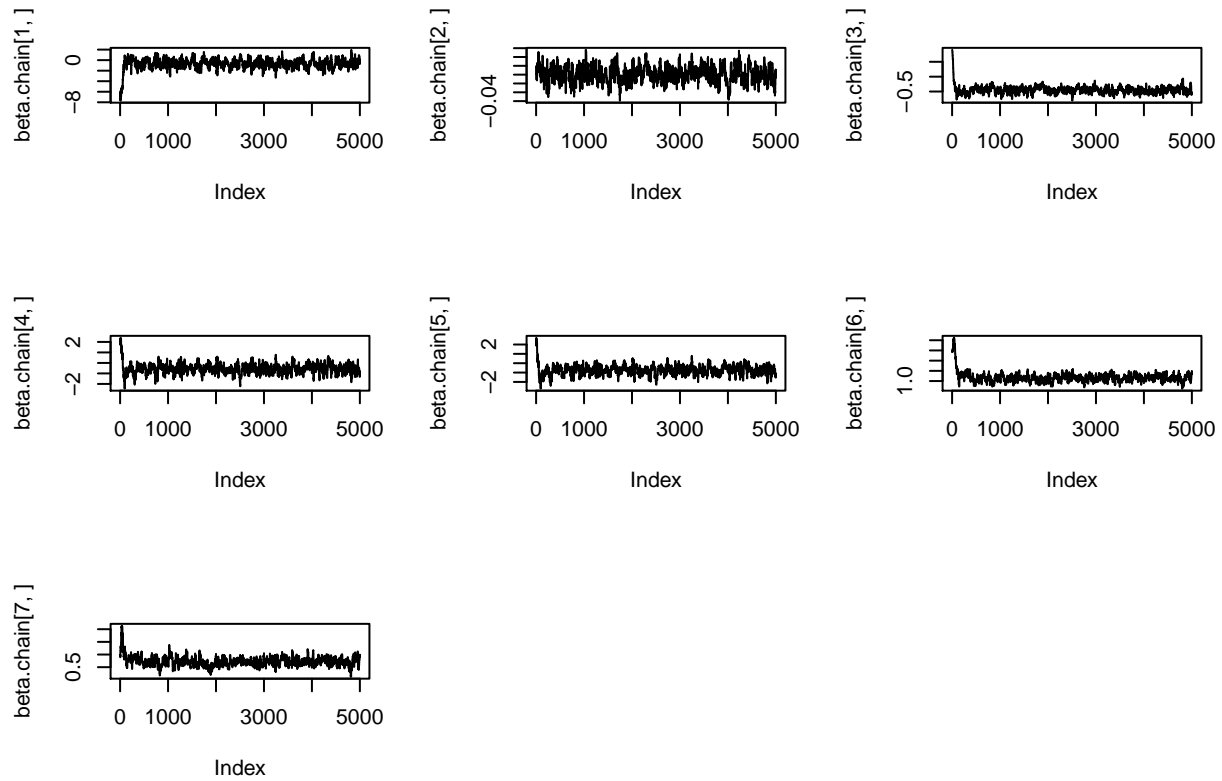 beta.chain[1, ]
0
−8
0 1000 3000 5000
Index
beta.chain[2, ]
−0.04
0 1000 3000 5000
Index
beta.chain[3, ]
−0.5
0 1000 3000 5000
Index
beta.chain[4, ]
2
−2
0 1000 3000 5000
Index
beta.chain[5, ]
2
−2
0 1000 3000 5000
Index
beta.chain[6, ]
1.0
0 1000 3000 5000
Index
beta.chain[7, ]
0.5
0 1000 3000 5000
Index